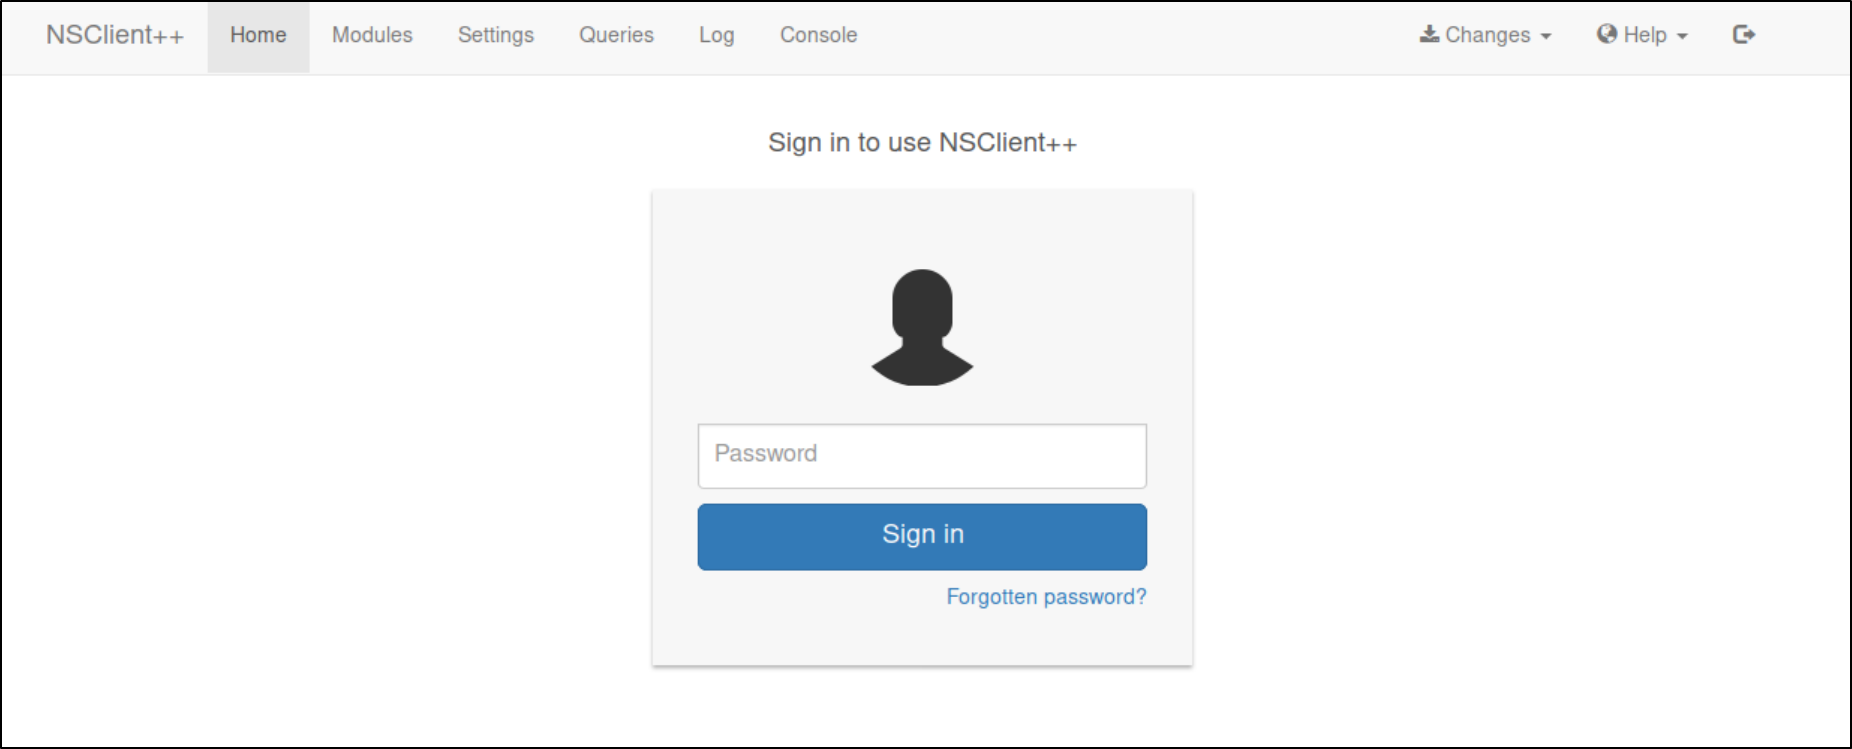 NSClient++ Home Modules Settings Queries Log Console Changes Help
Sign in to use NSClient++
Password
Sign in
Forgotten password?